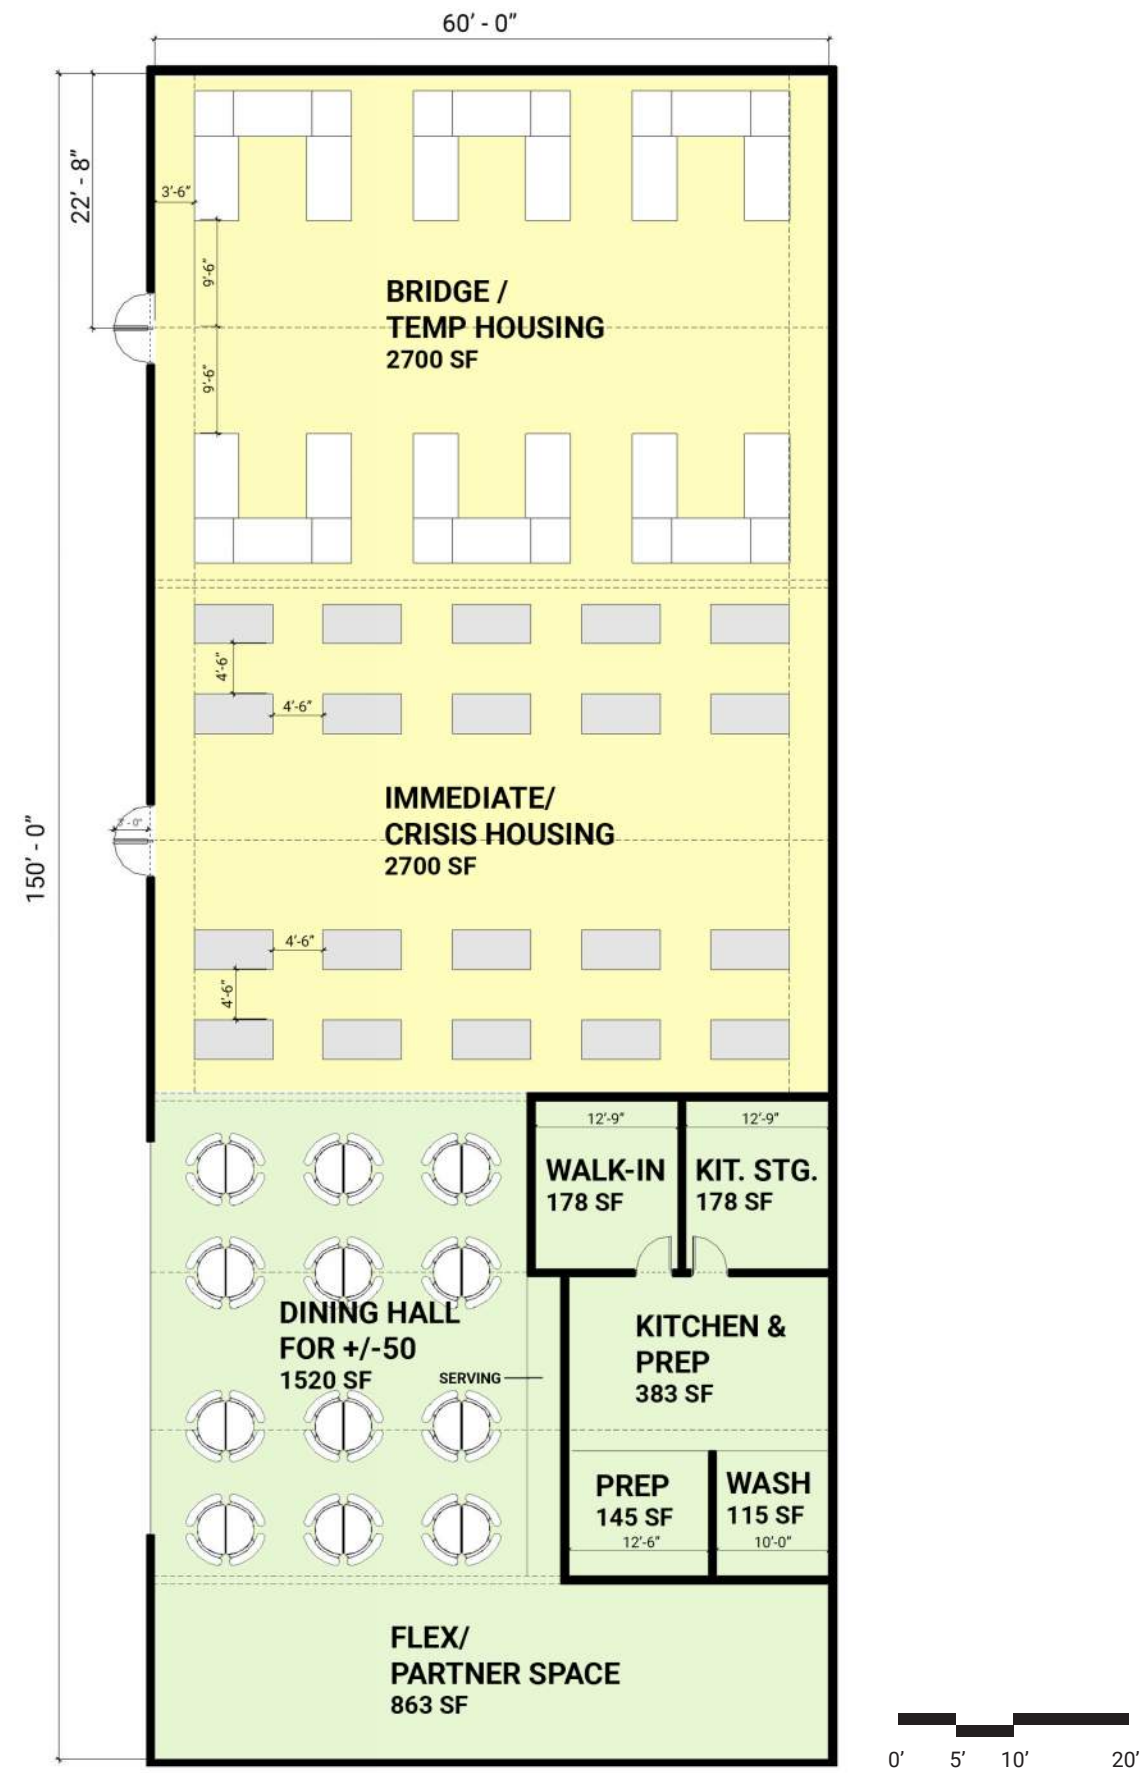 60' - 0"
22' - 8"
3'-6"
9'-6"
BRIDGE /
TEMP HOUSING
2700 SF
9'-6"
4'-6"
4'-6"
IMMEDIATE/
CRISIS HOUSING
2700 SF
3' - 0"
150' - 0"
4'-6"
4'-6"
12'-9"
12'-9"
WALK-IN
178 SF
KIT. STG.
178 SF
DINING HALL
FOR +/-50
1520 SF
SERVING
KITCHEN &
PREP
383 SF
PREP
145 SF
12'-6"
WASH
115 SF
10'-0"
FLEX/
PARTNER SPACE
863 SF
0' 5' 10' 20'